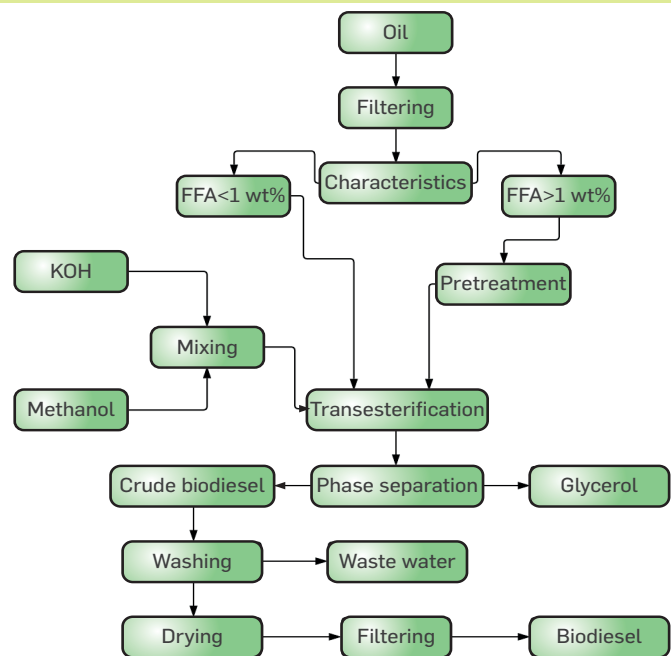 Oil
Filtering
Characteristics
FFA<1 wt%
FFA>1 wt%
KOH
Pretreatment
Mixing
Methanol
Transesterification
Crude biodiesel
Phase separation
Glycerol
Washing
Waste water
Drying
Filtering
Biodiesel